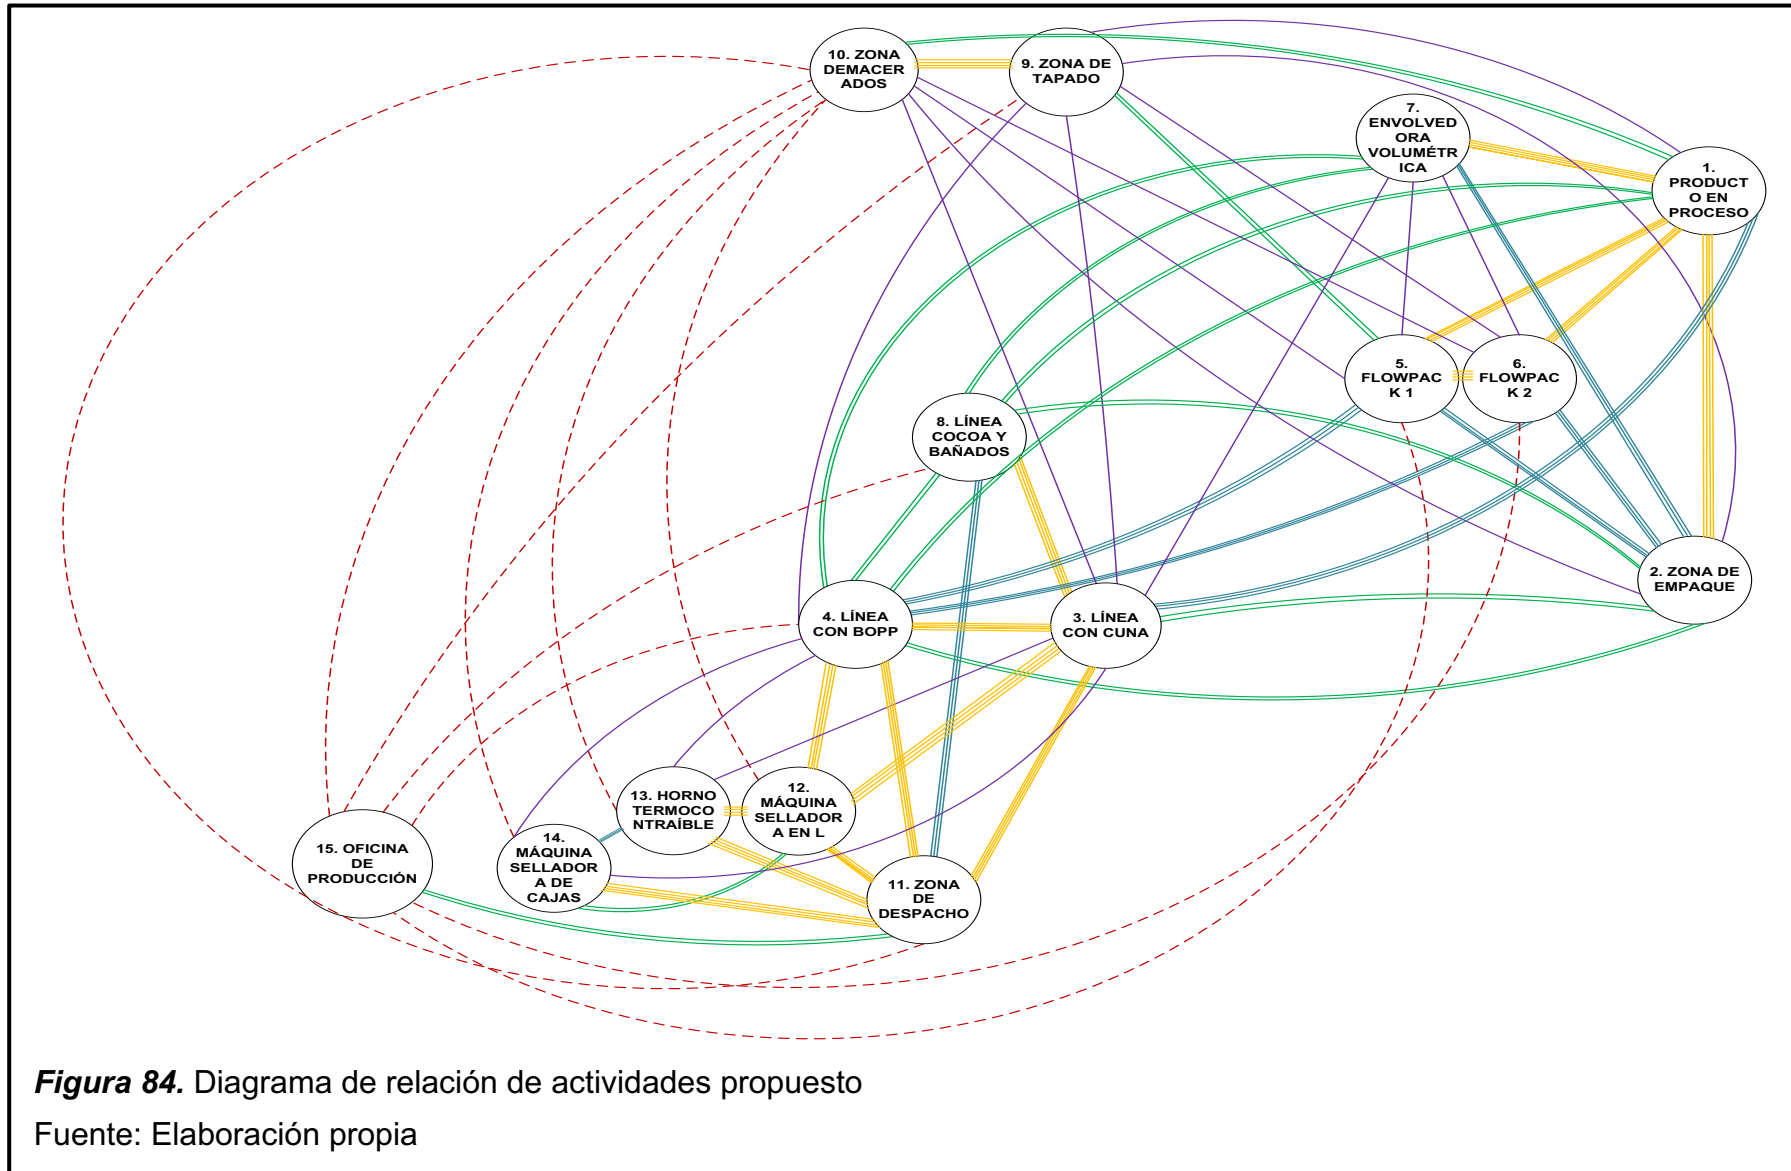 10. ZONA
DEMACER
ADOS
9. ZONA DE
TAPADO
7.
ENVOLVED
ORA
VOLUMÉTR
ICA
1.
PRODUCT
O EN
PROCESO
5.
FLOWPAC
K 1
6.
FLOWPAC
K 2
8. LÍNEA
COCOA Y
BAÑADOS
2. ZONA DE
EMPAQUE
4. LÍNEA
CON BOPP
3. LÍNEA
CON CUNA
13. HORNO
TERMOCO
NTRAÍBLE
12.
MÁQUINA
SELLADOR
A EN L
15. OFICINA
DE
PRODUCCIÓN
14.
MÁQUINA
SELLADOR
A DE
CAJAS
11. ZONA
DE
DESPACHO
Figura 84. Diagrama de relación de actividades propuesto
Fuente: Elaboración propia